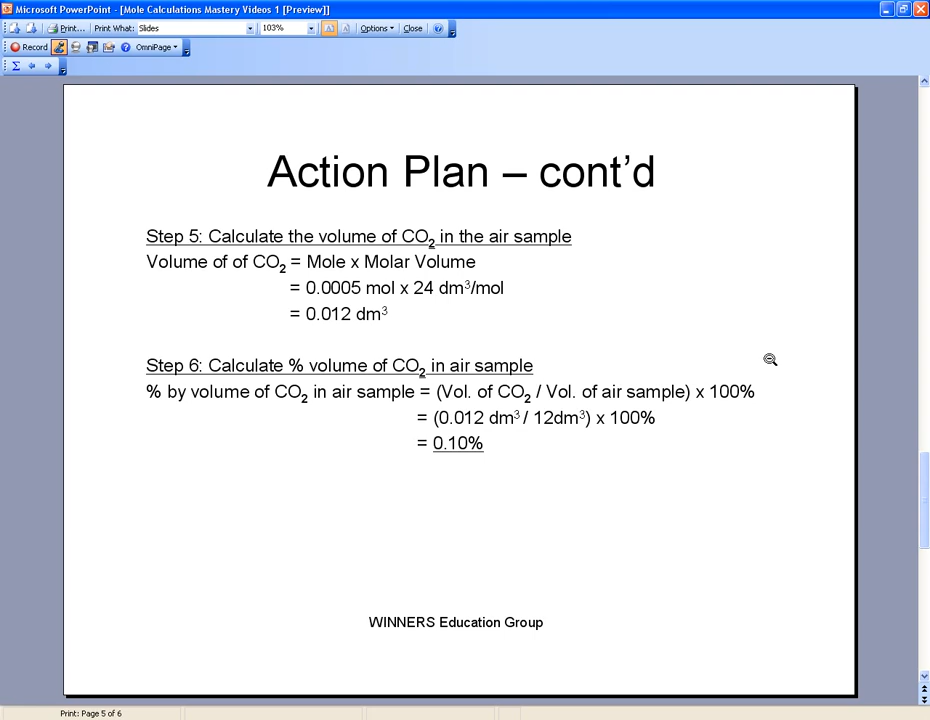 Microsoft PowerPoint - [Mole Calculations Mastery Videos 1 [Preview]]
Print... Print What: Slides 103% Options Close
Record OmniPage
Action Plan – cont’d
Step 5: Calculate the volume of CO₂ in the air sample
Volume of of CO₂ = Mole x Molar Volume
= 0.0005 mol x 24 dm³/mol
= 0.012 dm³
Step 6: Calculate % volume of CO₂ in air sample
% by volume of CO₂ in air sample = (Vol. of CO₂ / Vol. of air sample) x 100%
= (0.012 dm³ / 12dm³) x 100%
= 0.10%
WINNERS Education Group
Print: Page 5 of 6